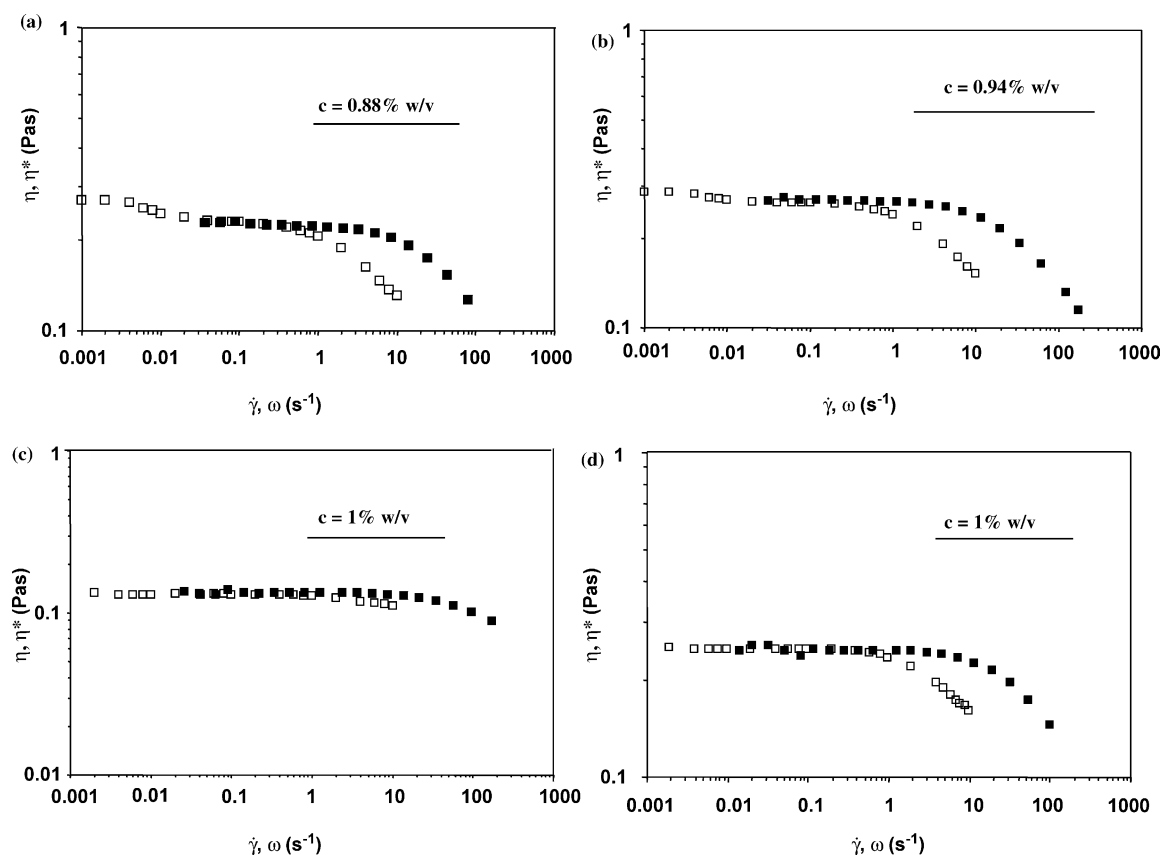 (a)
1
c = 0.88% w/v
η, η* (Pas)
0.1
0.001 0.01 0.1 1 10 100 1000
γ̇, ω (s⁻¹)
(b)
1
c = 0.94% w/v
η, η* (Pas)
0.1
0.001 0.01 0.1 1 10 100 1000
γ̇, ω (s⁻¹)
(c)
1
c = 1% w/v
η, η* (Pas)
0.1
0.01
0.001 0.01 0.1 1 10 100 1000
γ̇, ω (s⁻¹)
(d)
1
c = 1% w/v
η, η* (Pas)
0.1
0.001 0.01 0.1 1 10 100 1000
γ̇, ω (s⁻¹)